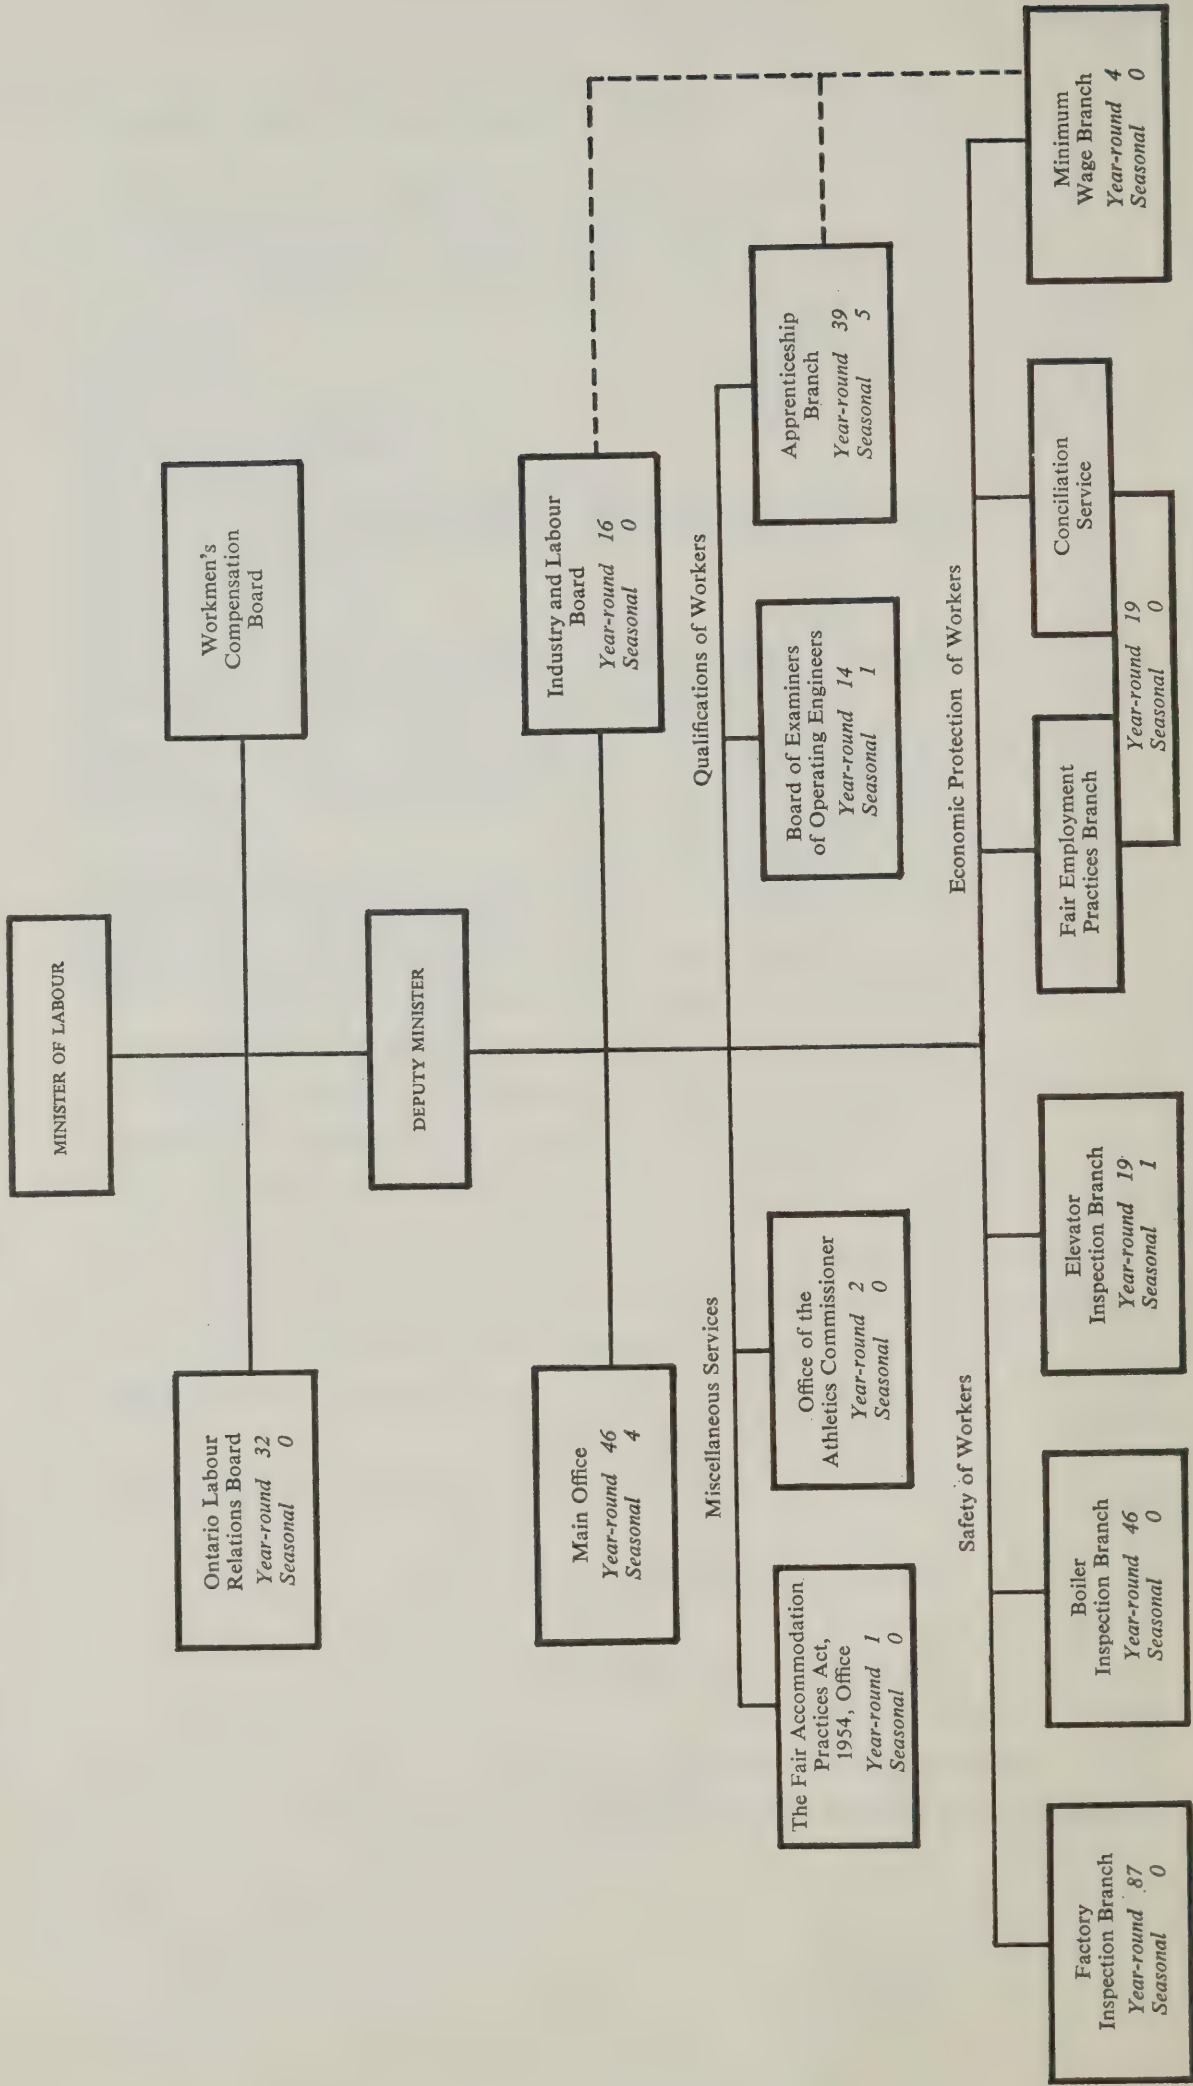 MINISTER OF LABOUR
Ontario Labour
Relations Board
Year-round 32
Seasonal 0
Workmen's
Compensation
Board
DEPUTY MINISTER
Main Office
Year-round 46
Seasonal 4
Industry and Labour
Board
Year-round 16
Seasonal 0
Miscellaneous Services
Qualifications of Workers
The Fair Accommodation
Practices Act,
1954, Office
Year-round 1
Seasonal 0
Office of the
Athletics Commissioner
Year-round 2
Seasonal 0
Board of Examiners
of Operating Engineers
Year-round 14
Seasonal 1
Apprenticeship
Branch
Year-round 39
Seasonal 5
Safety of Workers
Economic Protection of Workers
Factory
Inspection Branch
Year-round 87
Seasonal 0
Boiler
Inspection Branch
Year-round 46
Seasonal 0
Elevator
Inspection Branch
Year-round 19
Seasonal 1
Fair Employment
Practices Branch
Conciliation
Service
Year-round 19
Seasonal 0
Minimum
Wage Branch
Year-round 4
Seasonal 0